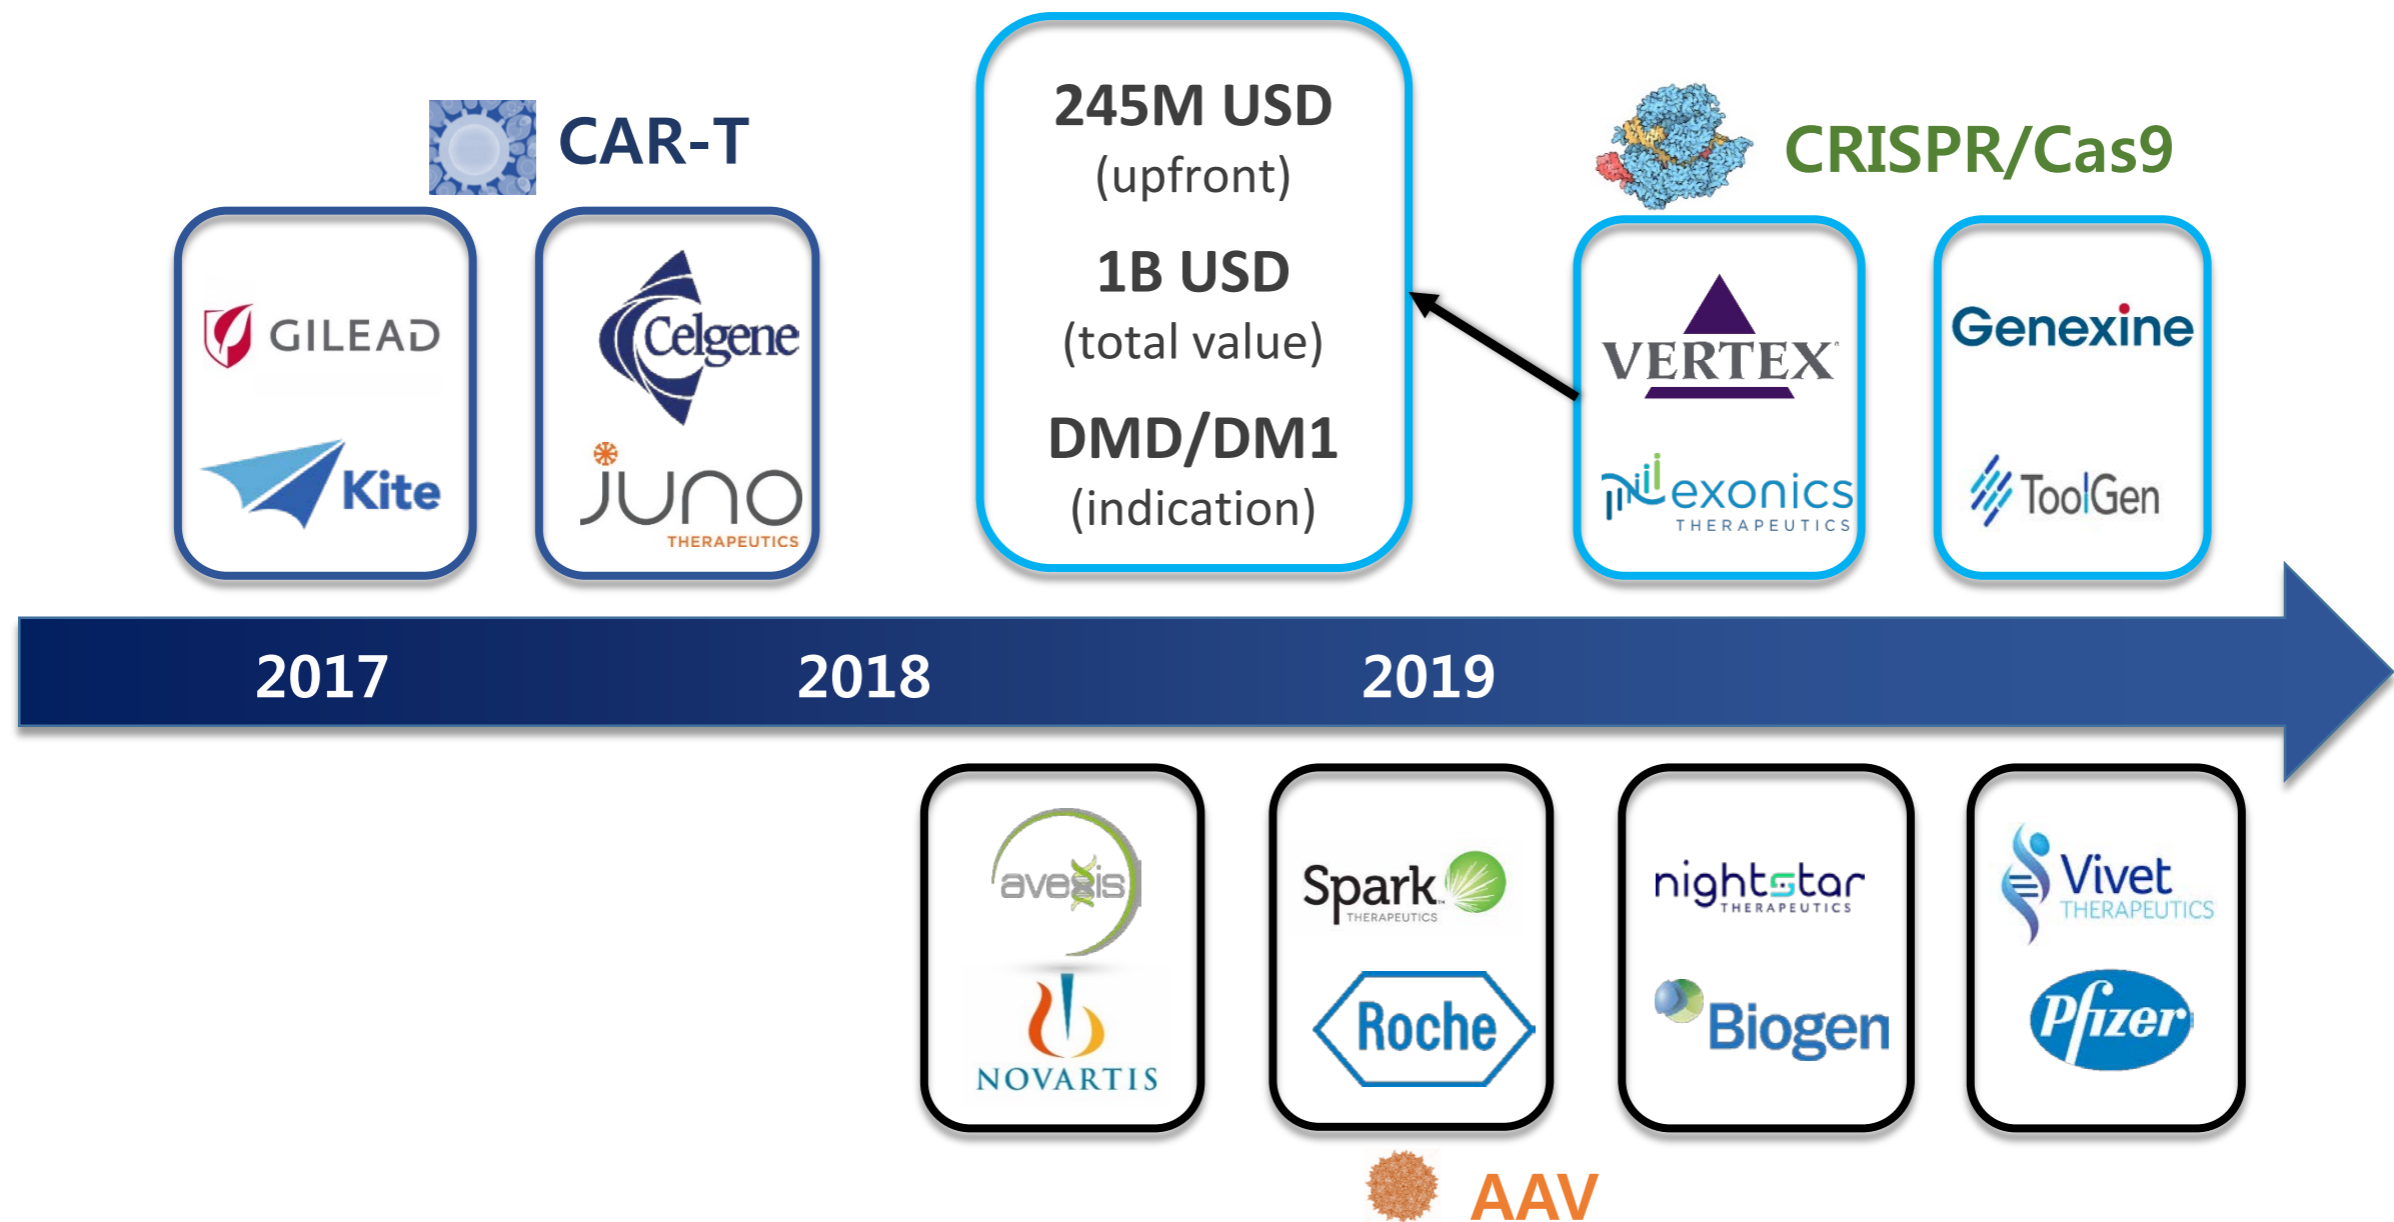 CAR-T
GILEAD
Kite
Celgene
JUNO
THERAPEUTICS
245M USD
(upfront)
1B USD
(total value)
DMD/DM1
(indication)
CRISPR/Cas9
VERTEX
exonics
THERAPEUTICS
Genexine
ToolGen
2017
2018
2019
avexis
NOVARTIS
Spark™
THERAPEUTICS
Roche
nightstar
THERAPEUTICS
Biogen
Vivet
THERAPEUTICS
Pfizer
AAV